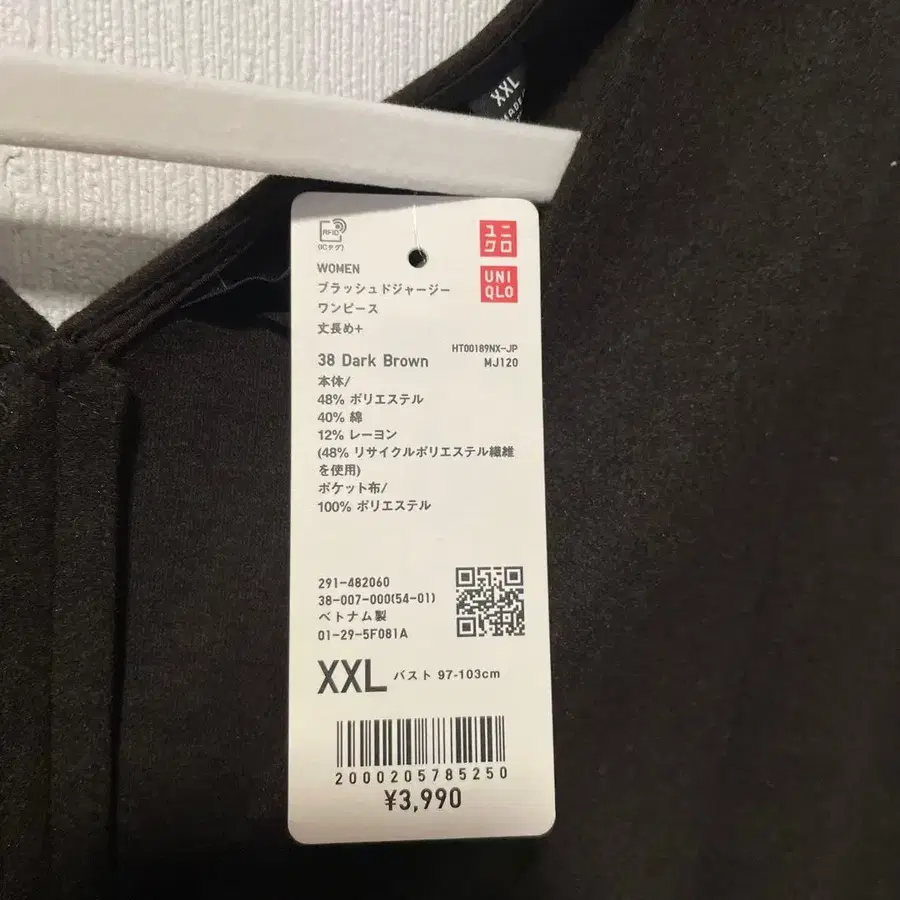 XXL
MADE
RFID
(ICタグ)
ユニ
クロ
UNI
QLO
WOMEN
ブラッシュドジャージー
ワンピース
丈長め+
38 Dark Brown
HT00189NX-JP
MJ120
本体/
48% ポリエステル
40% 綿
12% レーヨン
(48% リサイクルポリエステル繊維
を使用)
ポケット布/
100% ポリエステル
291-482060
38-007-000(54-01)
ベトナム製
01-29-5F081A
XXL バスト 97-103cm
2000205785250
¥3,990